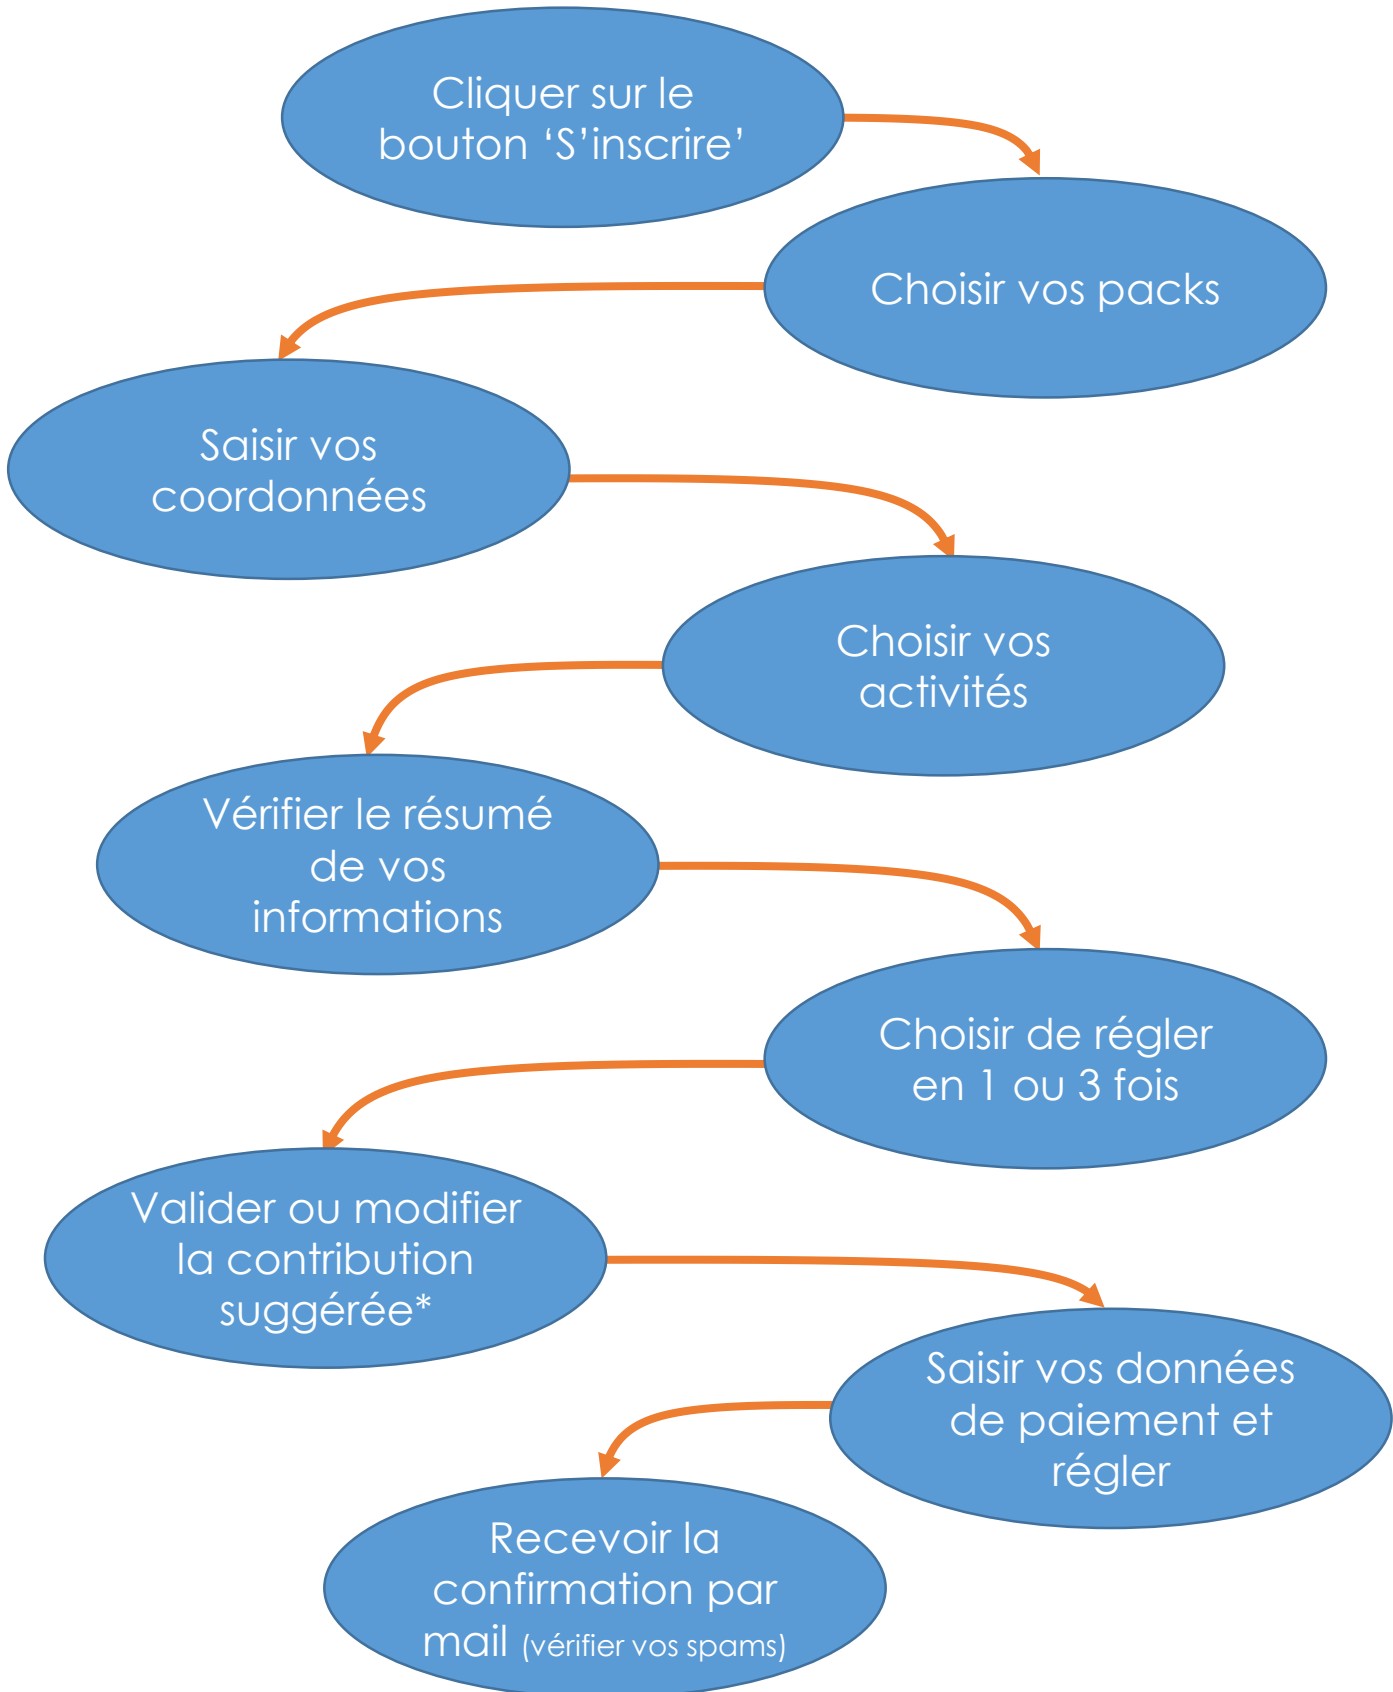 Cliquer sur le
bouton ‘S’inscrire’
Choisir vos packs
Saisir vos
coordonnées
Choisir vos
activités
Vérifier le résumé
de vos
informations
Choisir de régler
en 1 ou 3 fois
Valider ou modifier
la contribution
suggérée*
Saisir vos données
de paiement et
régler
Recevoir la
confirmation par
mail (vérifier vos spams)